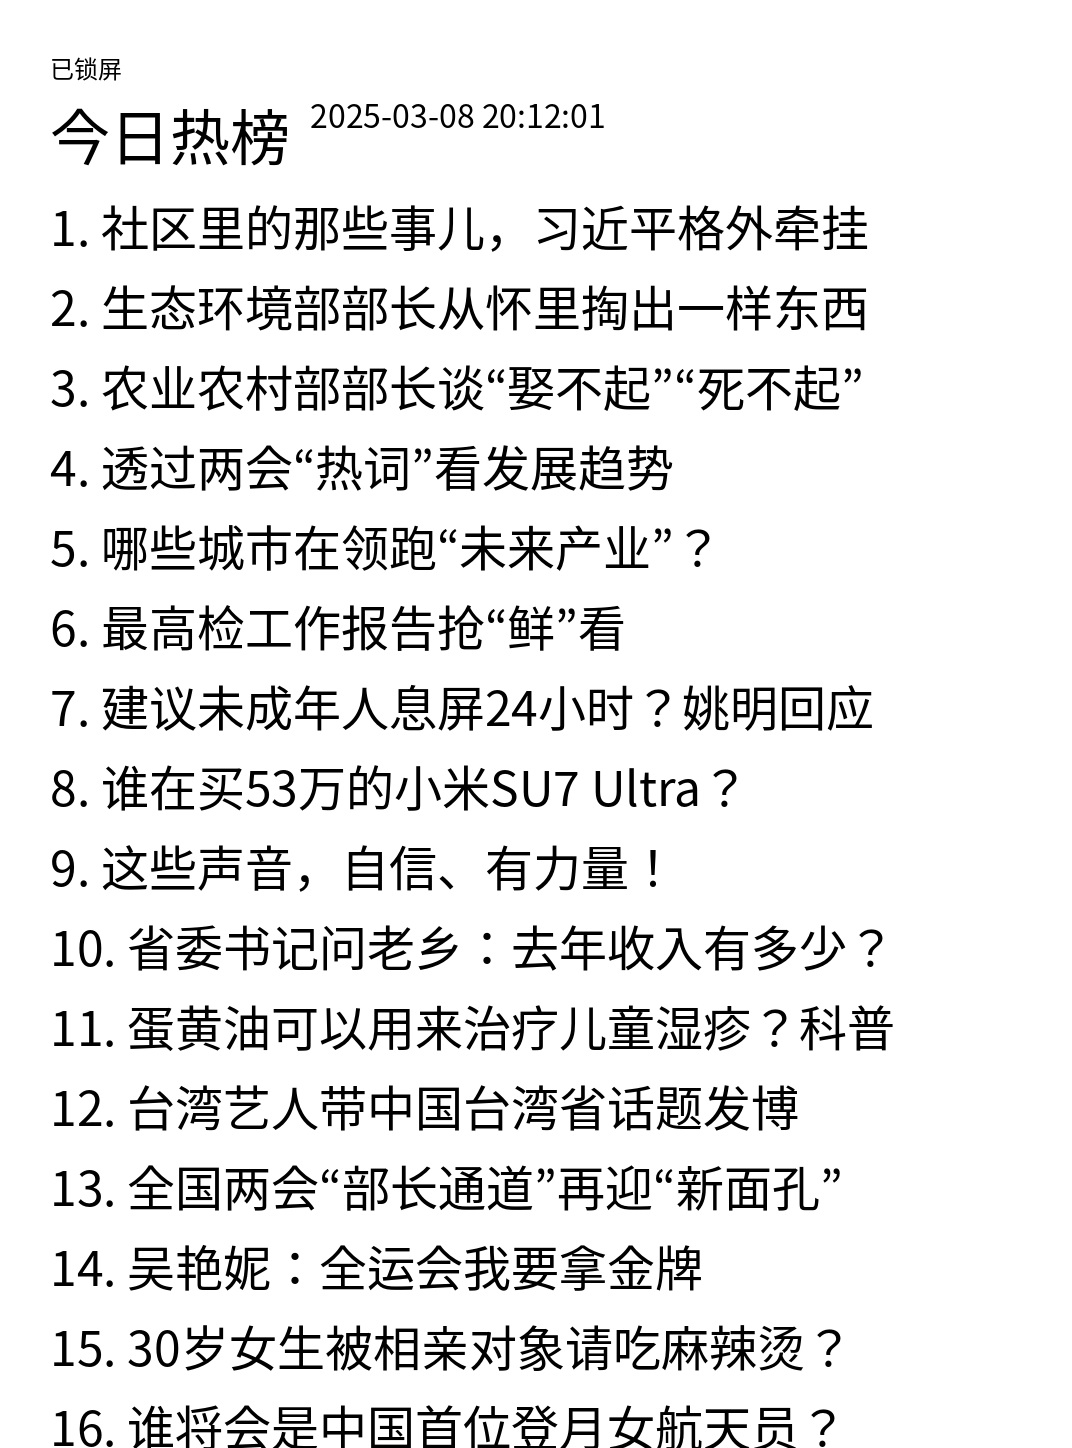 已锁屏
今日热榜 2025-03-08 20:12:01
1. 社区里的那些事儿，习近平格外牵挂
2. 生态环境部部长从怀里掏出一样东西
3. 农业农村部部长谈“娶不起”“死不起”
4. 透过两会“热词”看发展趋势
5. 哪些城市在领跑“未来产业”？
6. 最高检工作报告抢“鲜”看
7. 建议未成年人息屏24小时？姚明回应
8. 谁在买53万的小米SU7 Ultra？
9. 这些声音，自信、有力量！
10. 省委书记问老乡：去年收入有多少？
11. 蛋黄油可以用来治疗儿童湿疹？科普
12. 台湾艺人带中国台湾省话题发博
13. 全国两会“部长通道”再迎“新面孔”
14. 吴艳妮：全运会我要拿金牌
15. 30岁女生被相亲对象请吃麻辣烫？
16. 谁将会是中国首位登月女航天员？